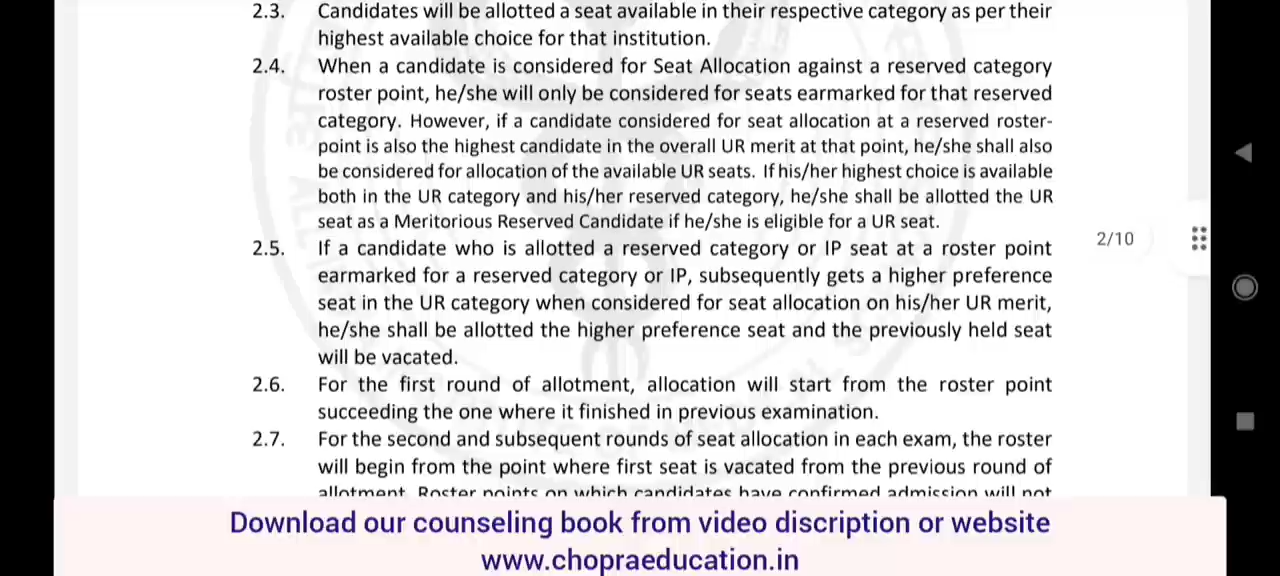 2.3. Candidates will be allotted a seat available in their respective category as per their
highest available choice for that institution.
2.4. When a candidate is considered for Seat Allocation against a reserved category
roster point, he/she will only be considered for seats earmarked for that reserved
category. However, if a candidate considered for seat allocation at a reserved roster-
point is also the highest candidate in the overall UR merit at that point, he/she shall also
be considered for allocation of the available UR seats. If his/her highest choice is available
both in the UR category and his/her reserved category, he/she shall be allotted the UR
seat as a Meritorious Reserved Candidate if he/she is eligible for a UR seat.
2.5. If a candidate who is allotted a reserved category or IP seat at a roster point
earmarked for a reserved category or IP, subsequently gets a higher preference
seat in the UR category when considered for seat allocation on his/her UR merit,
he/she shall be allotted the higher preference seat and the previously held seat
will be vacated.
2.6. For the first round of allotment, allocation will start from the roster point
succeeding the one where it finished in previous examination.
2.7. For the second and subsequent rounds of seat allocation in each exam, the roster
will begin from the point where first seat is vacated from the previous round of
allotment. Roster points on which candidates have confirmed admission will not
2/10
Download our counseling book from video discription or website
www.chopraeducation.in